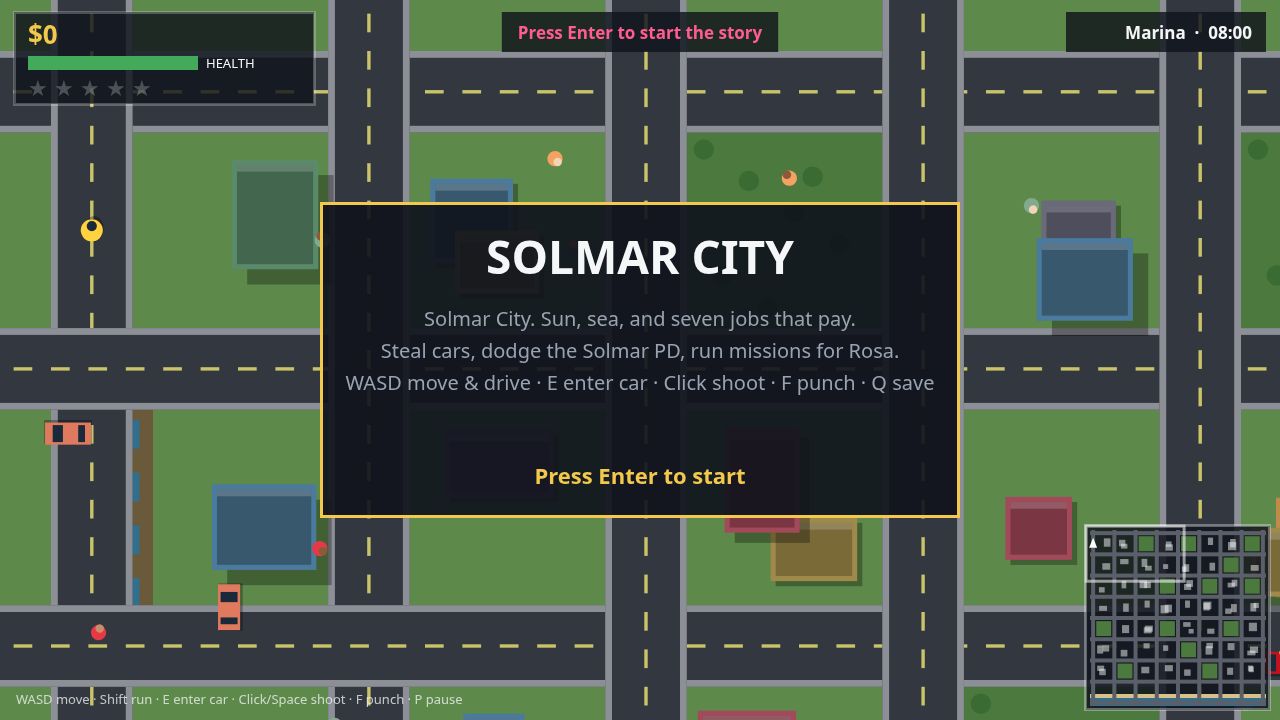 $0
HEALTH
Press Enter to start the story
Marina · 08:00
SOLMAR CITY
Solmar City. Sun, sea, and seven jobs that pay.
Steal cars, dodge the Solmar PD, run missions for Rosa.
WASD move & drive · E enter car · Click shoot · F punch · Q save
Press Enter to start
WASD move · Shift run · E enter car · Click/Space shoot · F punch · P pause